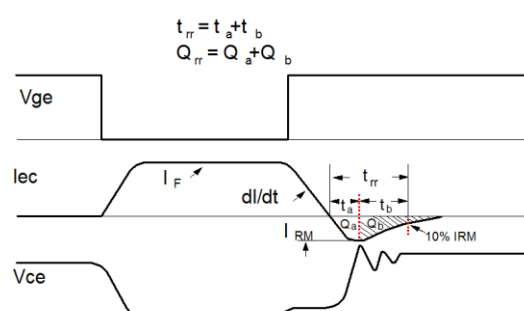 t rr = t a + t b
Q rr = Q a + Q b
Vge
Iec
I F
dI/dt
t rr
t a
t b
Q a
Q b
I RM
10% IRM
Vce